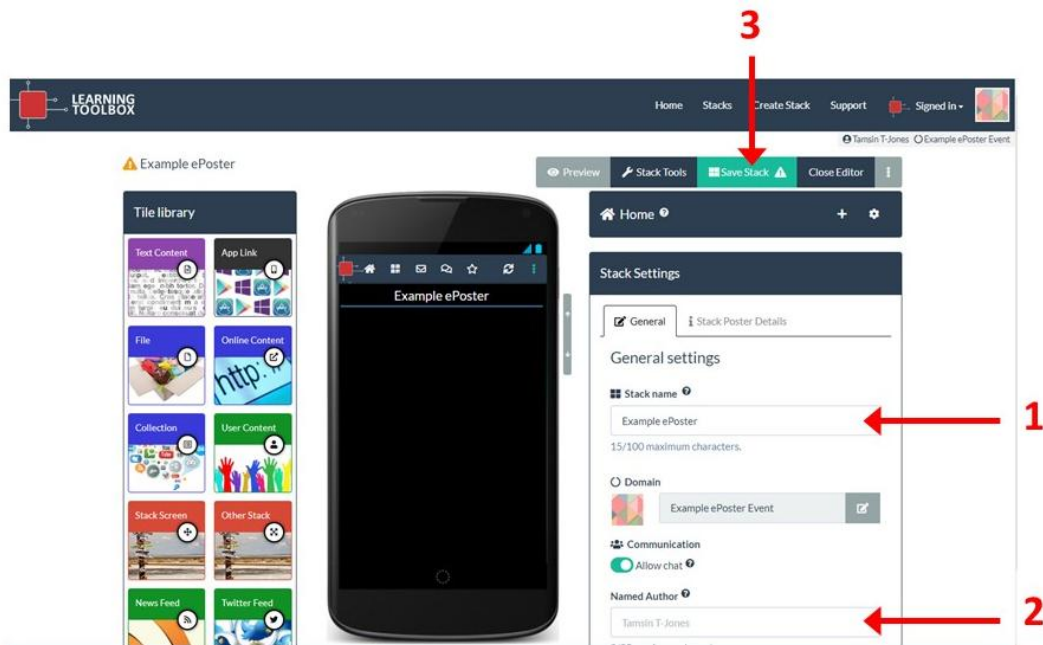 3
LEARNING
TOOLBOX
Home Stacks Create Stack Support Signed in
Tamsin T-Jones Example ePoster Event
Example ePoster
Preview Stack Tools Save Stack Close Editor
Tile library
Text Content App Link
File Online Content
http:
Collection User Content
Stack Screen Other Stack
News Feed Twitter Feed
Example ePoster
Home
Stack Settings
General Stack Poster Details
General settings
Stack name
Example ePoster
1
15/100 maximum characters.
Domain
Example ePoster Event
Communication
Allow chat
Named Author
Tamsin T-Jones
2